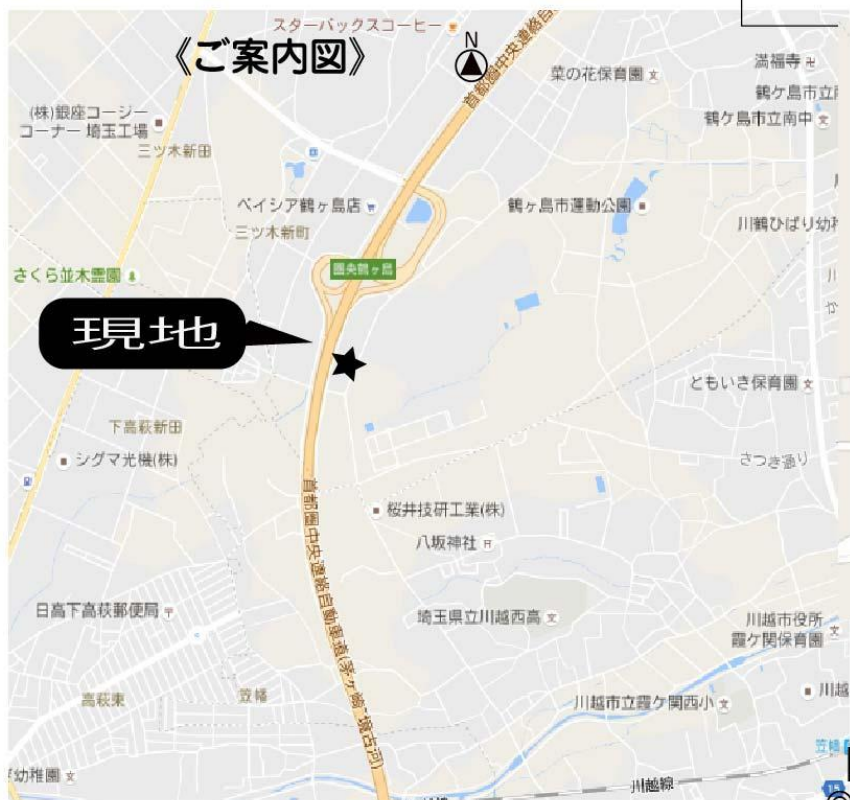 スターバックスコーヒー
《ご案内図》
N
首都圏中央連絡自
満福寺
菜の花保育園
鶴ケ島市立
鶴ケ島市立南中
(株)銀座コージー
コーナー 埼玉工場
三ツ木新田
ベイシア鶴ヶ島店
鶴ヶ島市運動公園
三ツ木新町
川鶴ひばり幼
圏央鶴ヶ島
さくら並木霊園
現地
ともいき保育園
下高萩新田
シグマ光機(株)
さつき通り
桜井技研工業(株)
八坂神社
首都圏中央連絡自動車道(茅ヶ崎~境古河)
日高下高萩郵便局
埼玉県立川越西高
川越市役所
霞ケ関保育園
高萩東
笠幡
川越市立霞ケ関西小
川越
笠幡
幼稚園
川越線